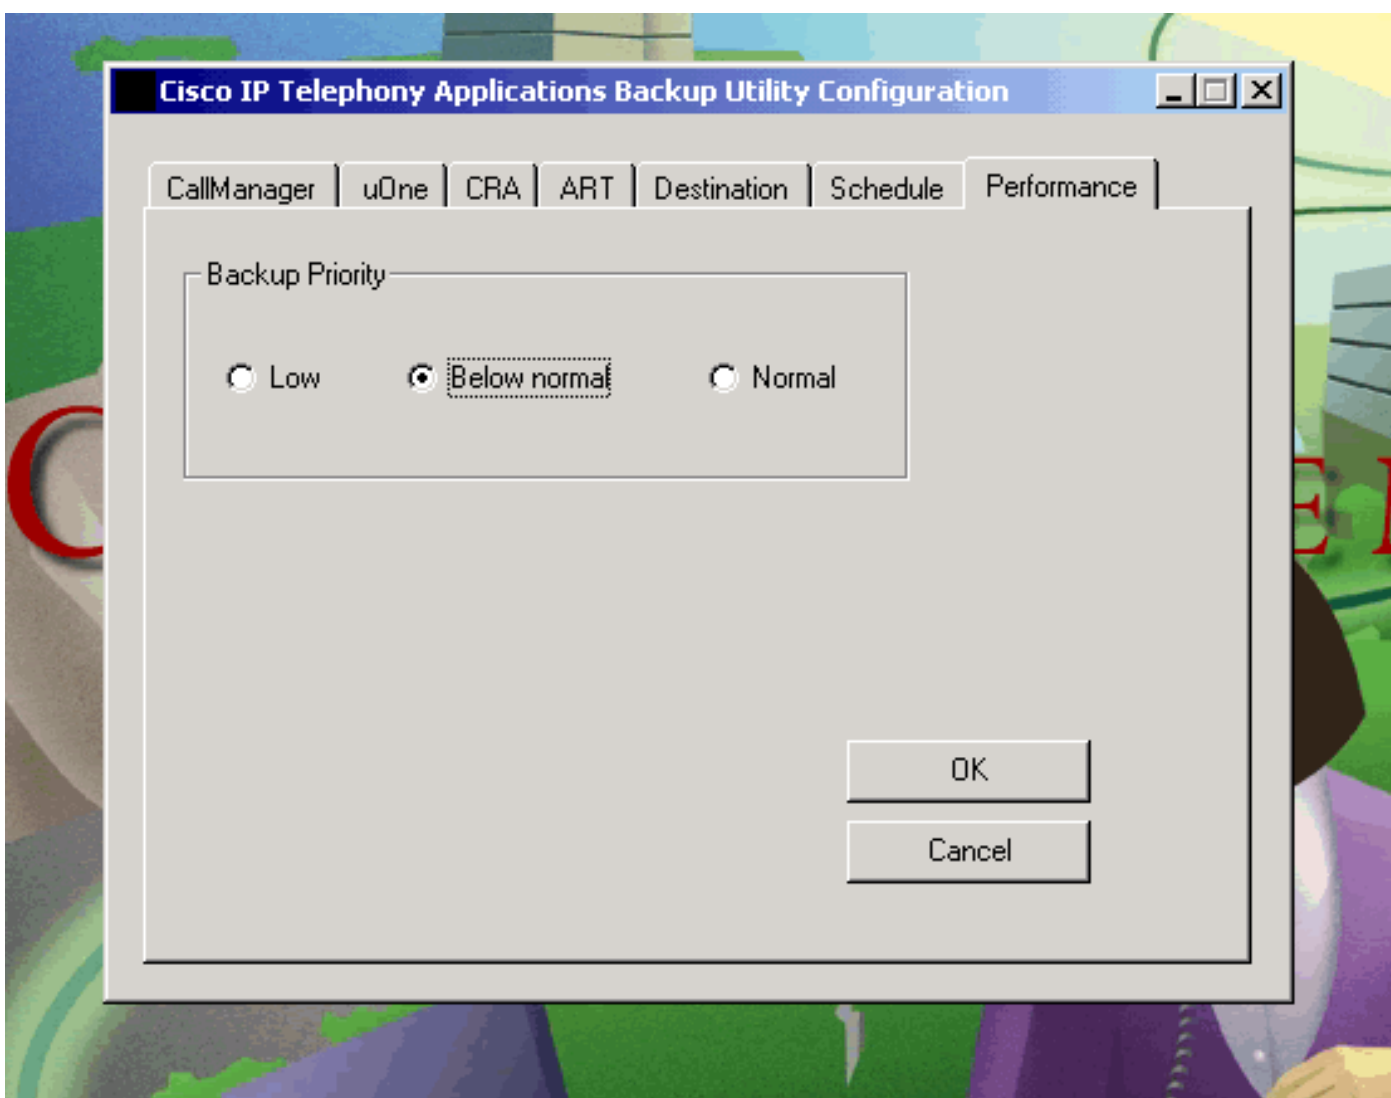 Cisco IP Telephony Applications Backup Utility Configuration
CallManager uOne CRA ART Destination Schedule Performance
Backup Priority
Low Below normal Normal
C E
OK
Cancel